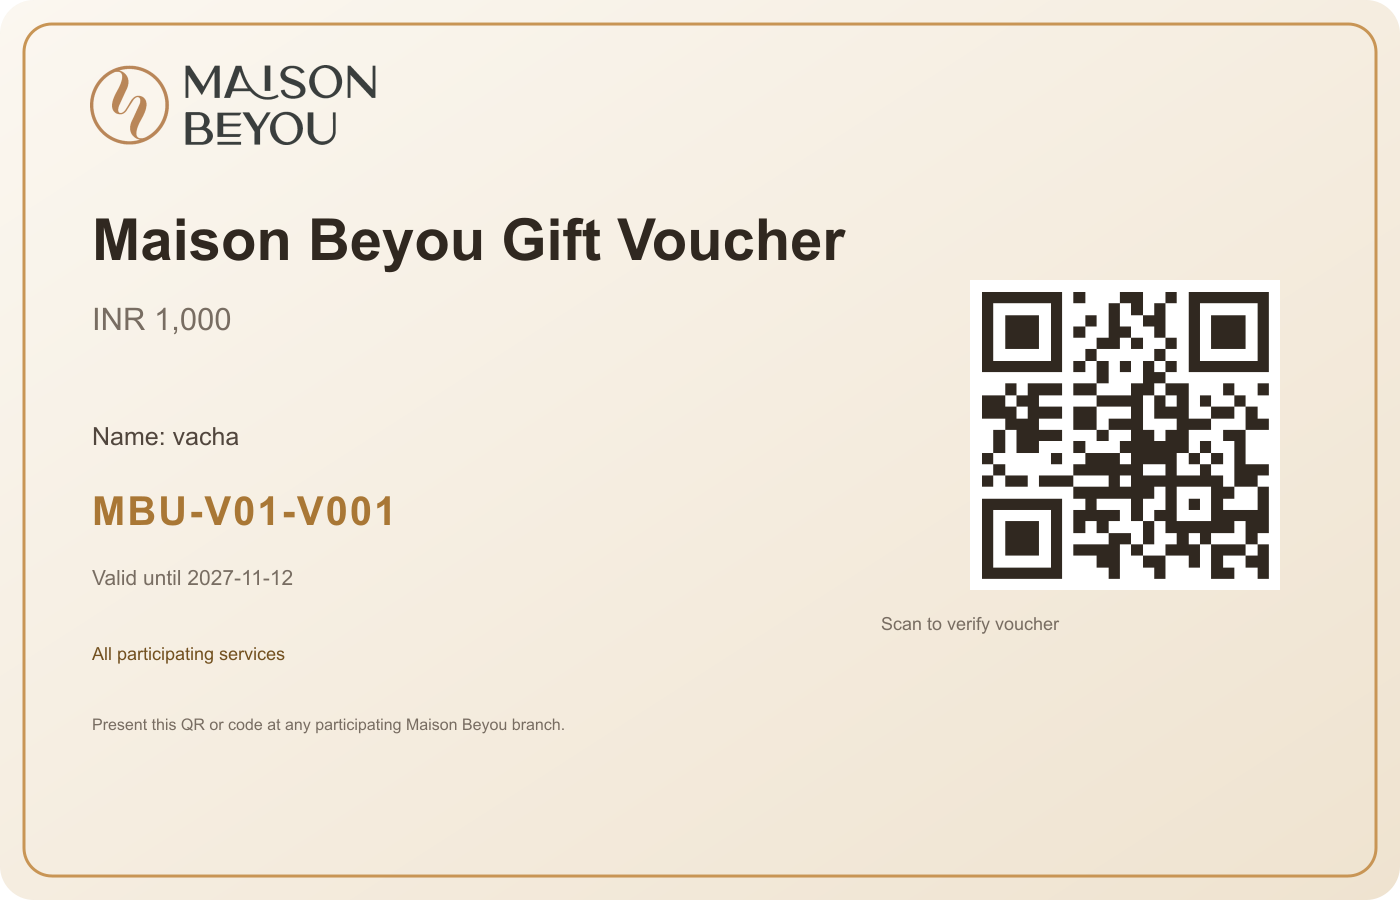 MAISON
BEYOU
Maison Beyou Gift Voucher
INR 1,000
Name: vacha
MBU-V01-V001
Valid until 2027-11-12
Scan to verify voucher
All participating services
Present this QR or code at any participating Maison Beyou branch.